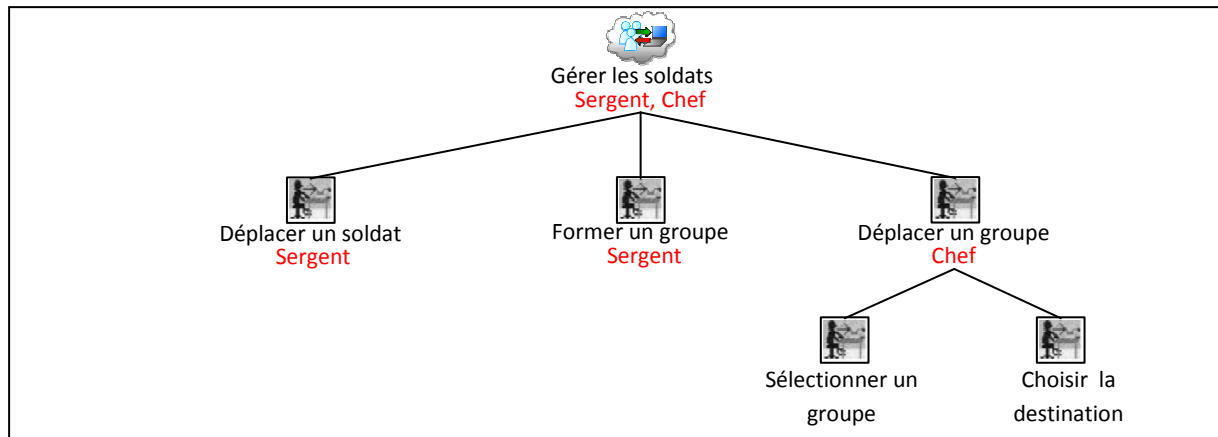 Gérer les soldats
Sergent, Chef
Déplacer un soldat
Sergent
Former un groupe
Sergent
Déplacer un groupe
Chef
Sélectionner un
groupe
Choisir la
destination